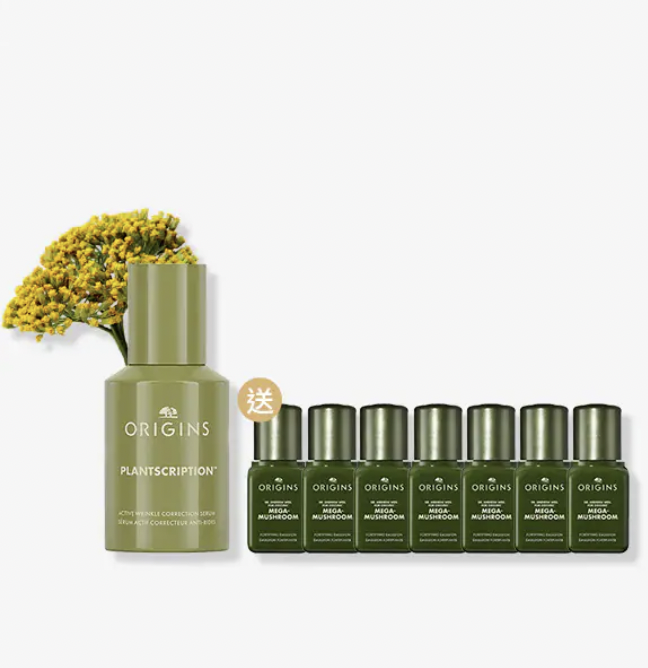 ORIGINS
PLANTSCRIPTION™
ACTIVE WRINKLE CORRECTION SERUM
SÉRUM ACTIF CORRECTEUR ANTI-RIDES
送
ORIGINS
MEGA-
MUSHROOM
ORIGINS
MEGA-
MUSHROOM
ORIGINS
MEGA-
MUSHROOM
ORIGINS
MEGA-
MUSHROOM
ORIGINS
MEGA-
MUSHROOM
ORIGINS
MEGA-
MUSHROOM
ORIGINS
MEGA-
MUSHROOM